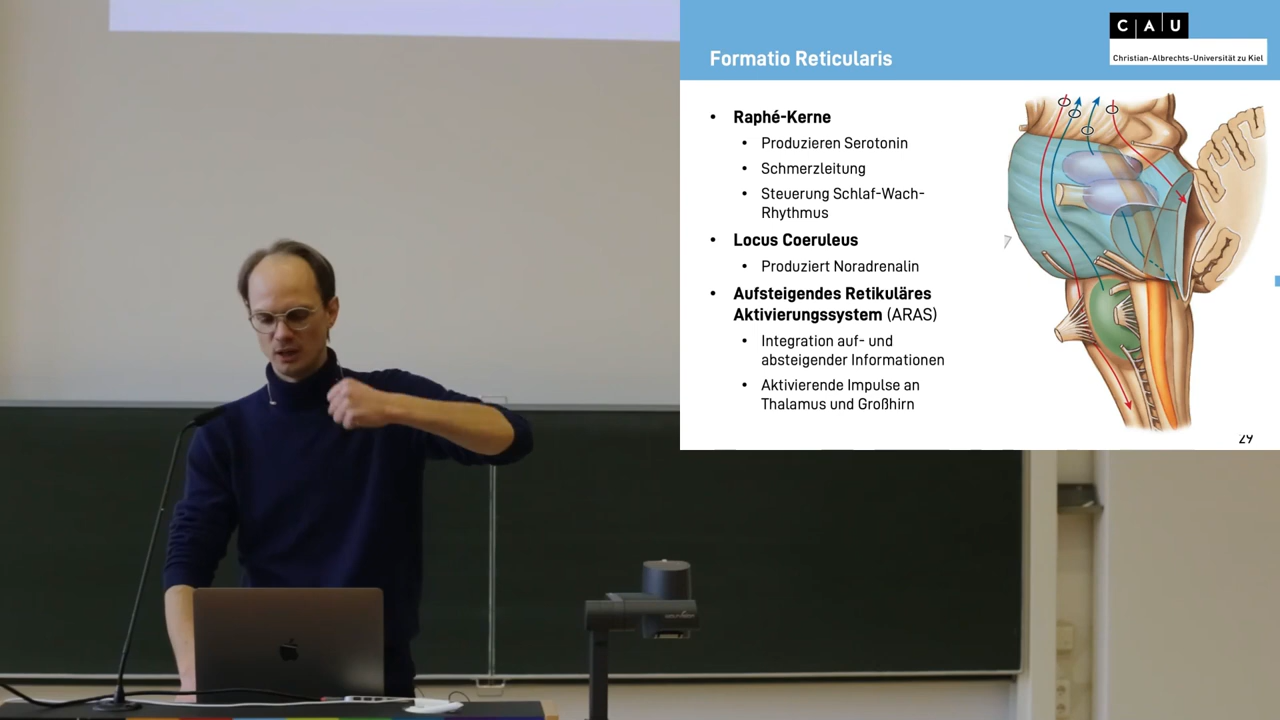 Formatio Reticularis
CAU
Christian-Albrechts-Universität zu Kiel
• Raphé-Kerne
• Produzieren Serotonin
• Schmerzleitung
• Steuerung Schlaf-Wach-
Rhythmus
• Locus Coeruleus
• Produziert Noradrenalin
• Aufsteigendes Retikuläres
Aktivierungssystem (ARAS)
• Integration auf- und
absteigender Informationen
• Aktivierende Impulse an
Thalamus und Großhirn
29